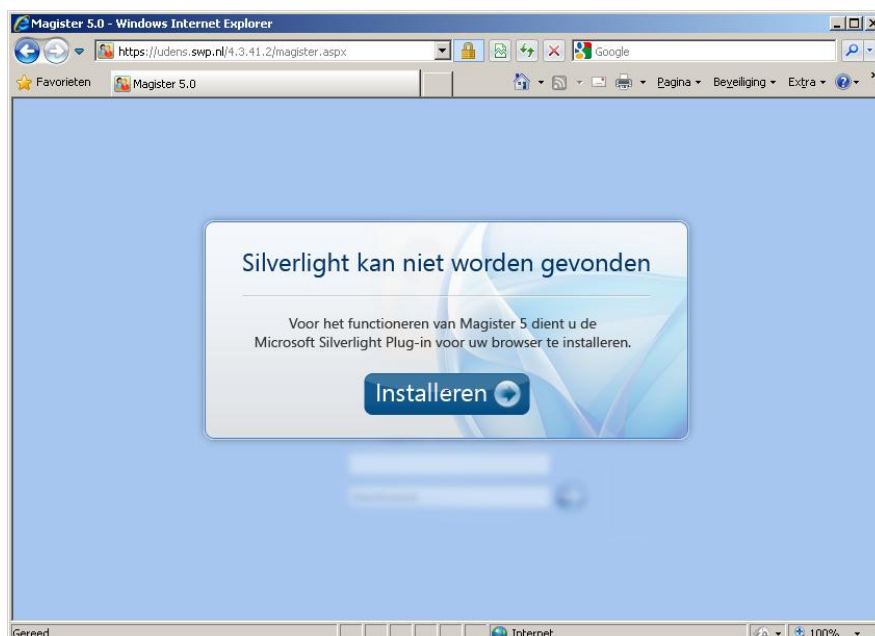 Magister 5.0 - Windows Internet Explorer
https://udens.swp.nl/4.3.41.2/magister.aspx
Google
Favorieten
Magister 5.0
Pagina
Beveiliging
Extra
Silverlight kan niet worden gevonden
Voor het functioneren van Magister 5 dient u de
Microsoft Silverlight Plug-in voor uw browser te installeren.
Installeren
Gereed
Internet
100%